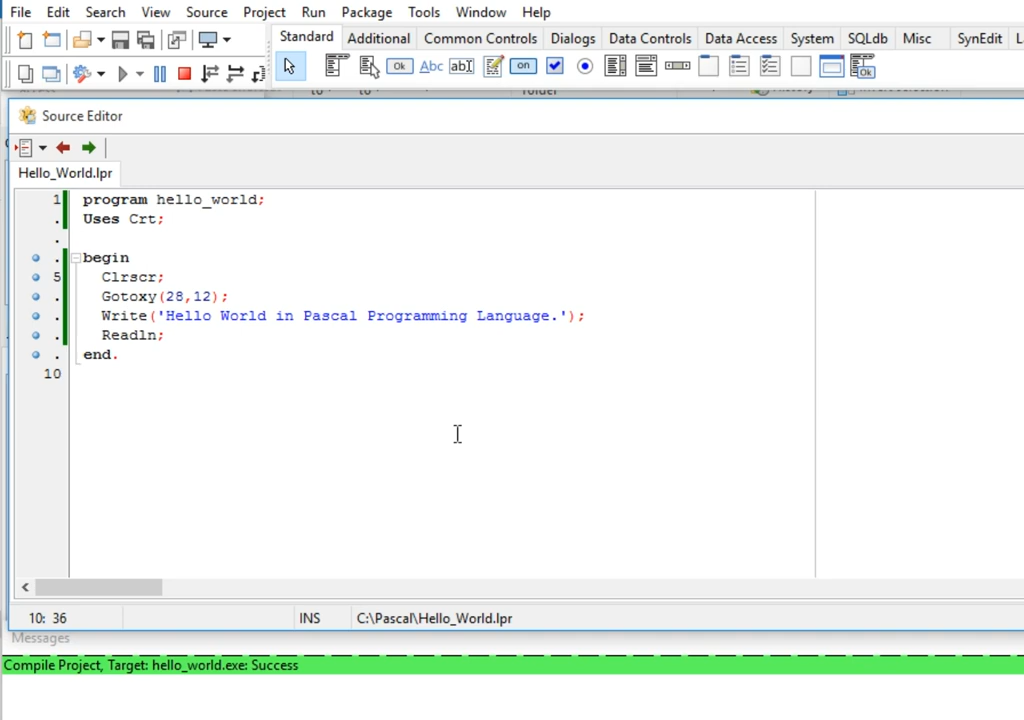 File Edit Search View Source Project Run Package Tools Window Help
Standard Additional Common Controls Dialogs Data Controls Data Access System SQLdb Misc SynEdit
Ok Abc abI on Ok
to to folder
Source Editor
Hello_World.lpr
1 program hello_world;
. Uses Crt;
.
. begin
5 Clrscr;
. Gotoxy(28,12);
. Write('Hello World in Pascal Programming Language.');
. Readln;
. end.
10
10: 36 INS C:\Pascal\Hello_World.lpr
Messages
Compile Project, Target: hello_world.exe: Success